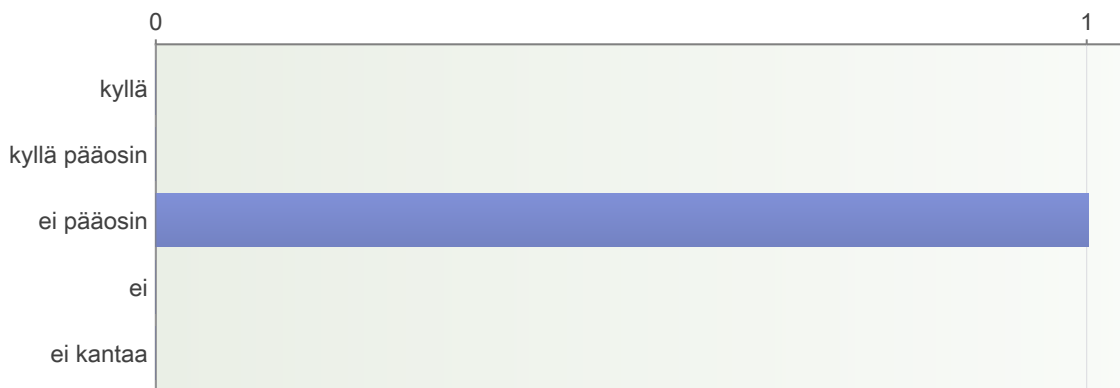 0 1
kyllä
kyllä pääosin
ei pääosin
ei
ei kantaa